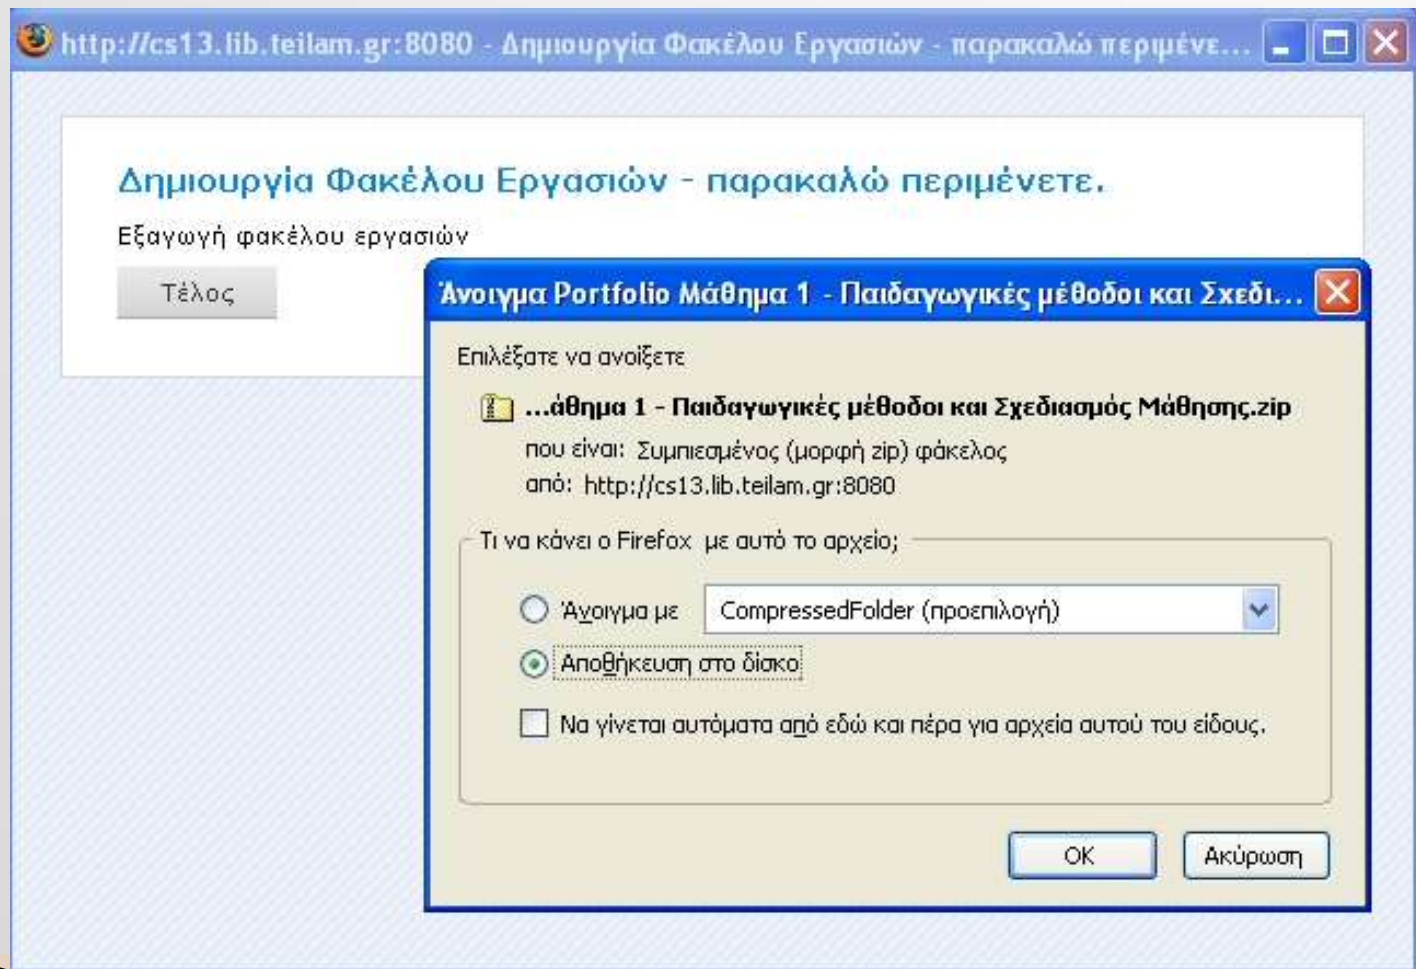 http://cs13.lib.teilam.gr:8080 - Δημιουργία Φακέλου Εργασιών - παρακαλώ περιμένε...
Δημιουργία Φακέλου Εργασιών - παρακαλώ περιμένετε.
Εξαγωγή φακέλου εργασιών
Τέλος
Άνοιγμα Portfolio Μάθημα 1 - Παιδαγωγικές μέθοδοι και Σχεδι...
Επιλέξατε να ανοίξετε
...άθημα 1 - Παιδαγωγικές μέθοδοι και Σχεδιασμός Μάθησης.zip
που είναι: Συμπιεσμένος (μορφή zip) φάκελος
από: http://cs13.lib.teilam.gr:8080
Τι να κάνει ο Firefox με αυτό το αρχείο;
Άνοιγμα με CompressedFolder (προεπιλογή)
Αποθήκευση στο δίσκο
Να γίνεται αυτόματα από εδώ και πέρα για αρχεία αυτού του είδους.
OK Ακύρωση